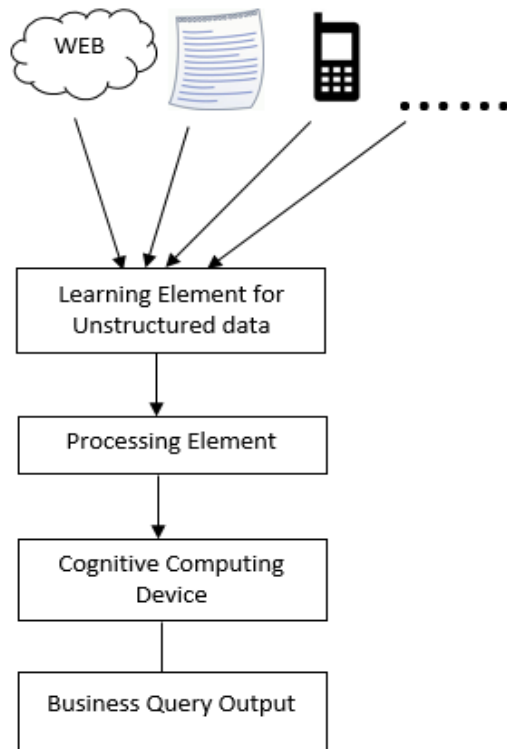 WEB
Learning Element for
Unstructured data
Processing Element
Cognitive Computing
Device
Business Query Output